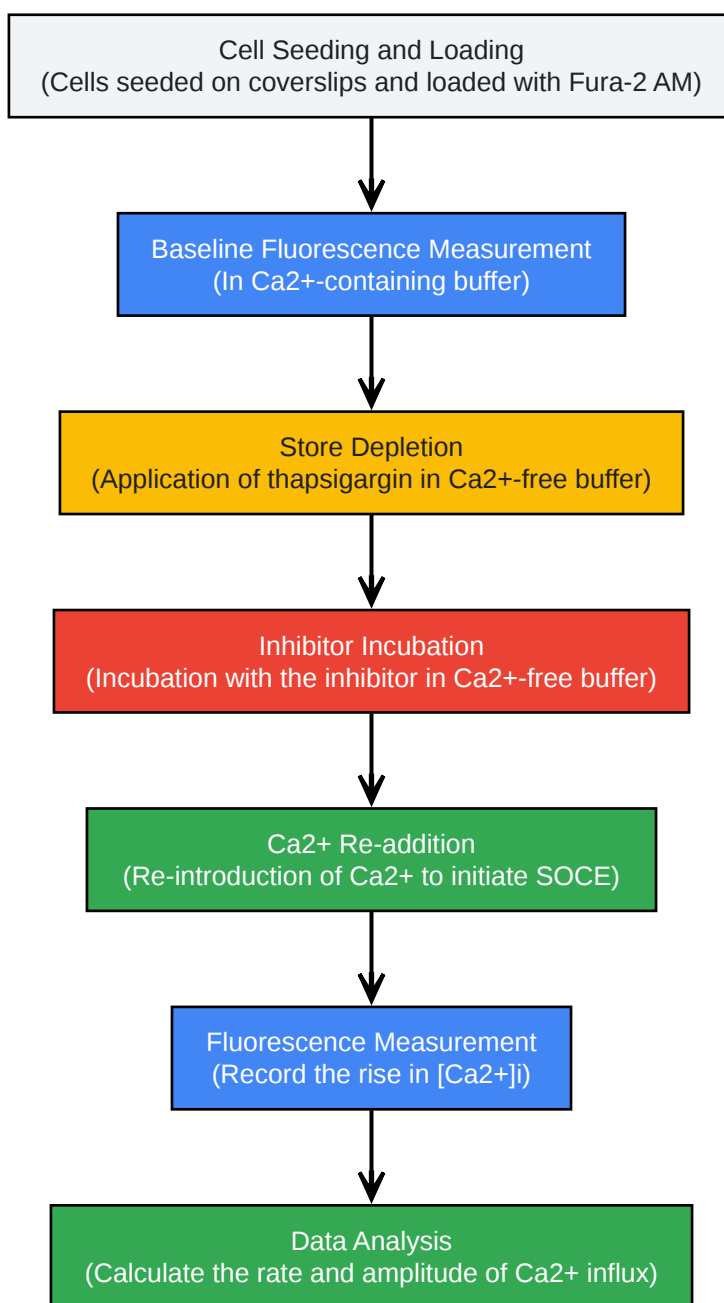 Cell Seeding and Loading
(Cells seeded on coverslips and loaded with Fura-2 AM)
Baseline Fluorescence Measurement
(In Ca2+-containing buffer)
Store Depletion
(Application of thapsigargin in Ca2+-free buffer)
Inhibitor Incubation
(Incubation with the inhibitor in Ca2+-free buffer)
Ca2+ Re-addition
(Re-introduction of Ca2+ to initiate SOCE)
Fluorescence Measurement
(Record the rise in [Ca2+]i)
Data Analysis
(Calculate the rate and amplitude of Ca2+ influx)